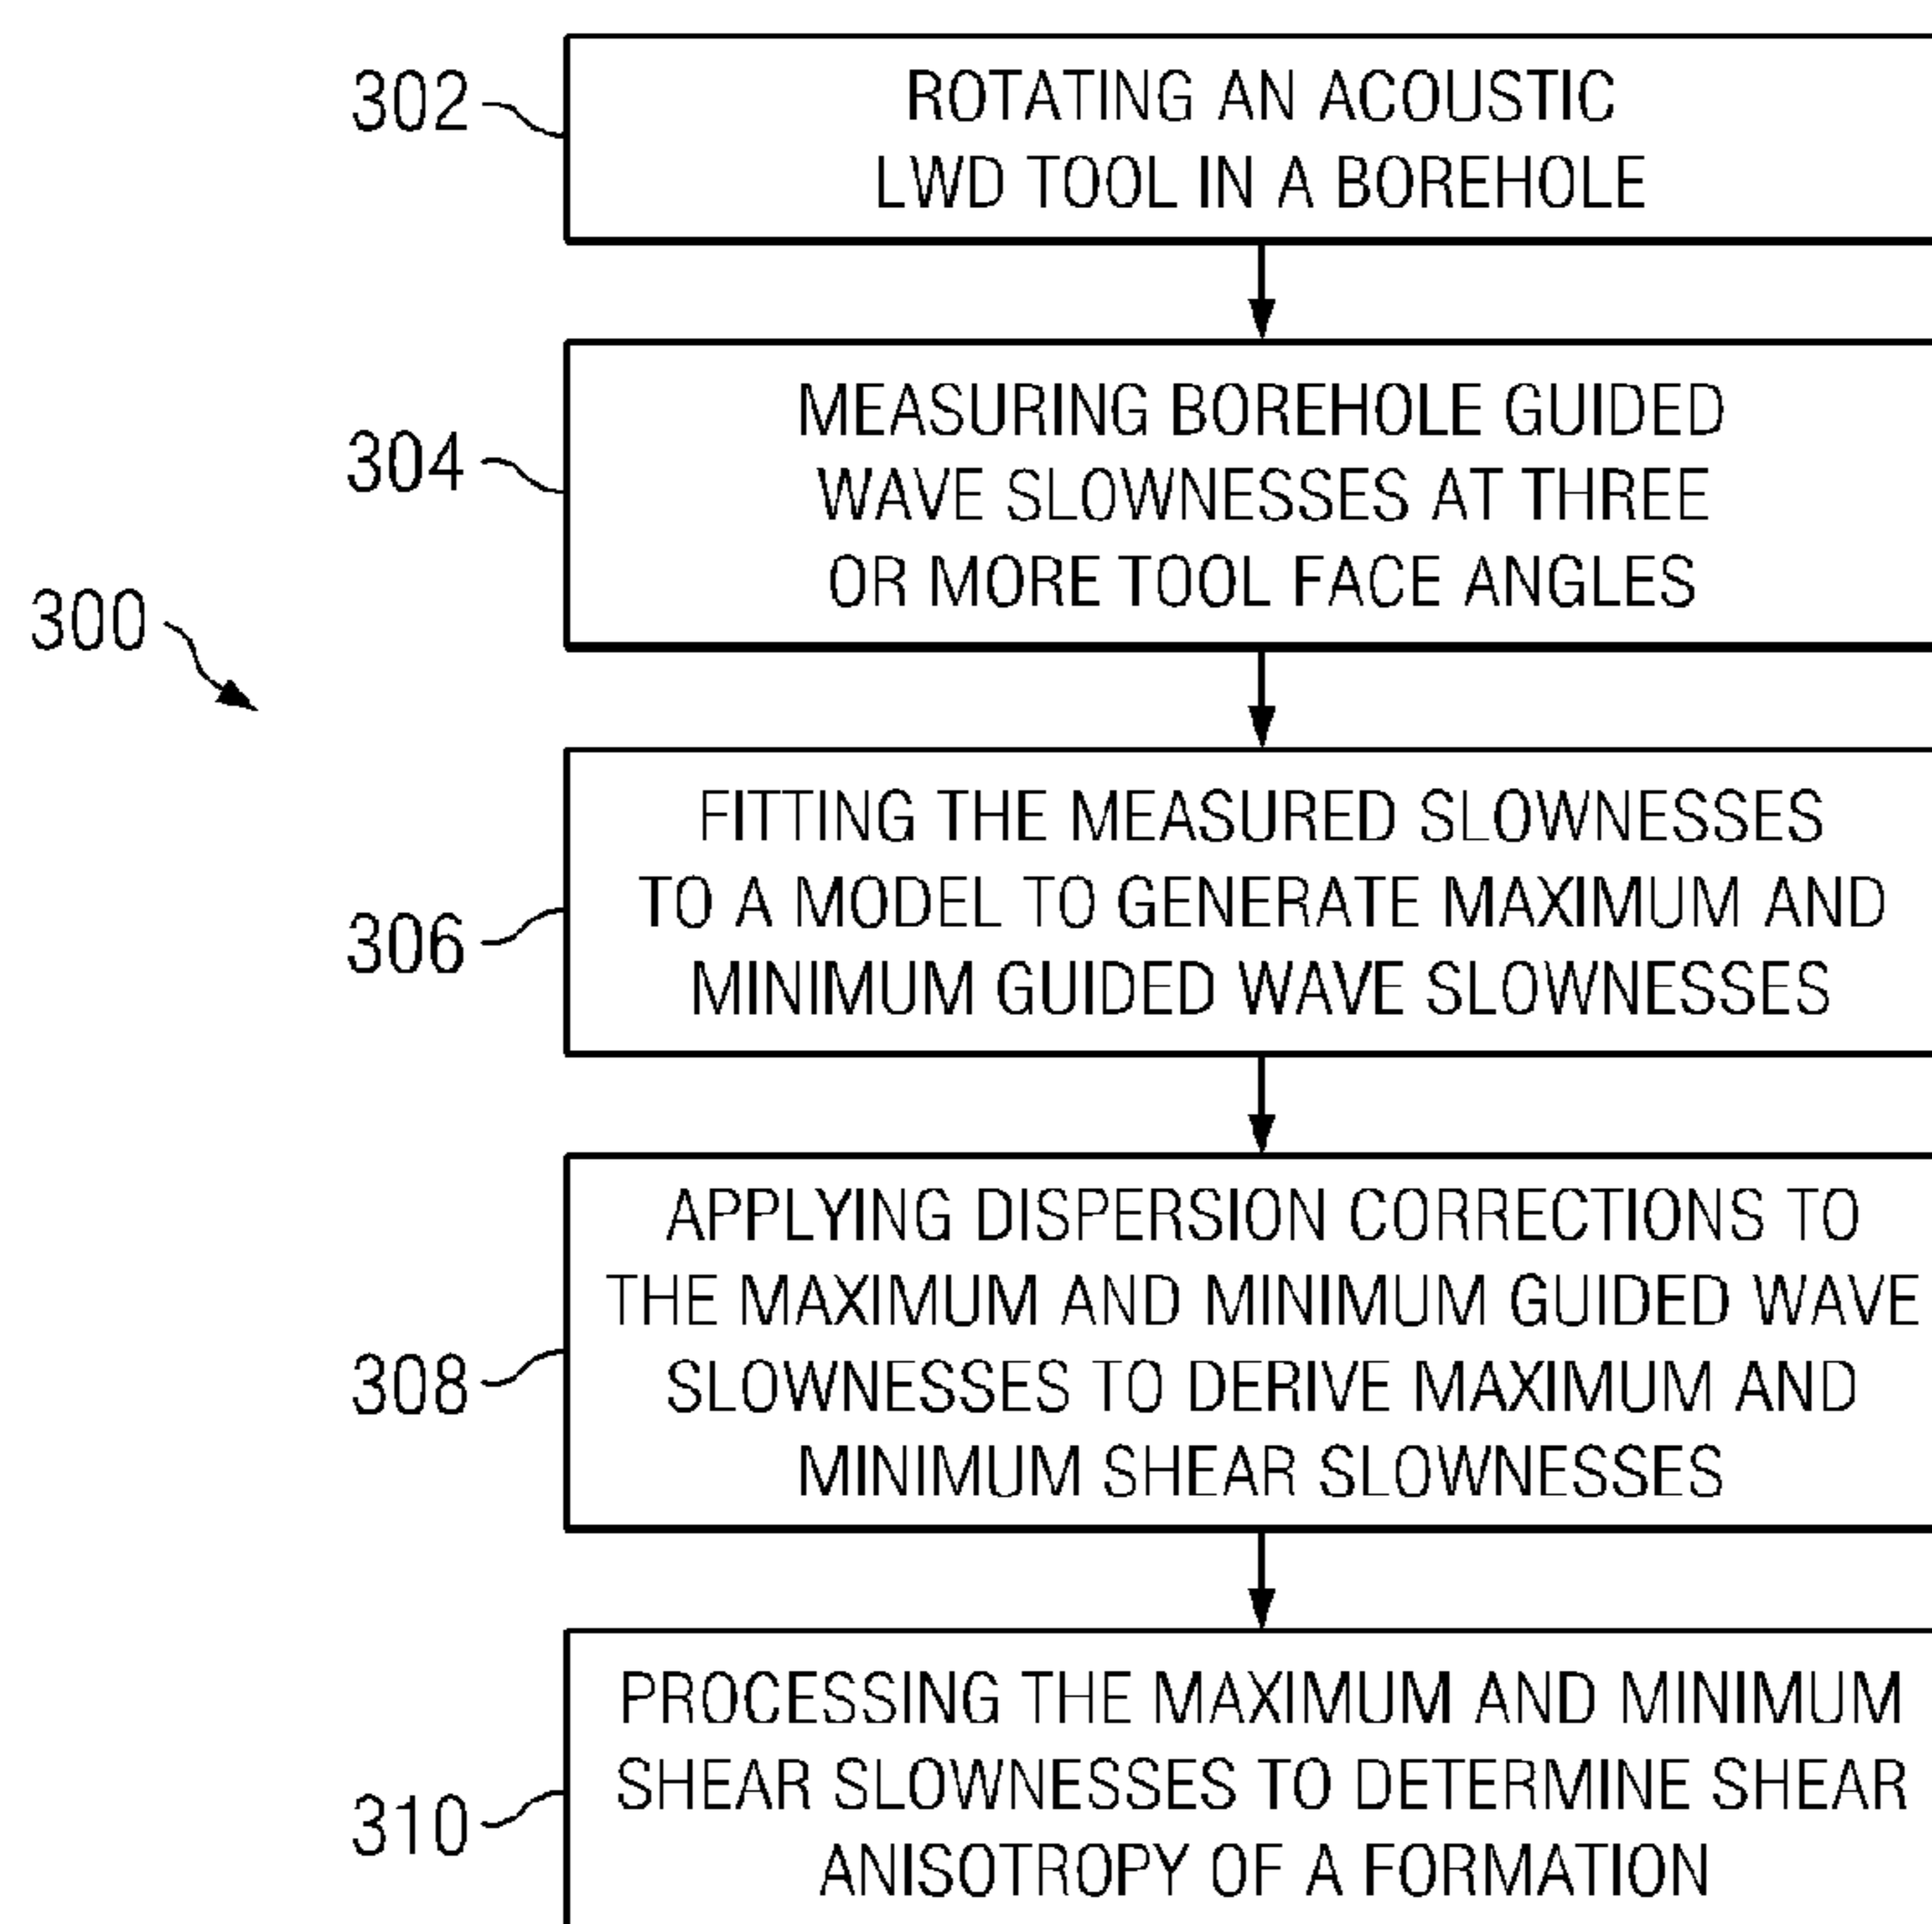 302
ROTATING AN ACOUSTIC
LWD TOOL IN A BOREHOLE
304
MEASURING BOREHOLE GUIDED
WAVE SLOWNESSES AT THREE
OR MORE TOOL FACE ANGLES
300
306
FITTING THE MEASURED SLOWNESSES
TO A MODEL TO GENERATE MAXIMUM AND
MINIMUM GUIDED WAVE SLOWNESSES
308
APPLYING DISPERSION CORRECTIONS TO
THE MAXIMUM AND MINIMUM GUIDED WAVE
SLOWNESSES TO DERIVE MAXIMUM AND
MINIMUM SHEAR SLOWNESSES
310
PROCESSING THE MAXIMUM AND MINIMUM
SHEAR SLOWNESSES TO DETERMINE SHEAR
ANISOTROPY OF A FORMATION